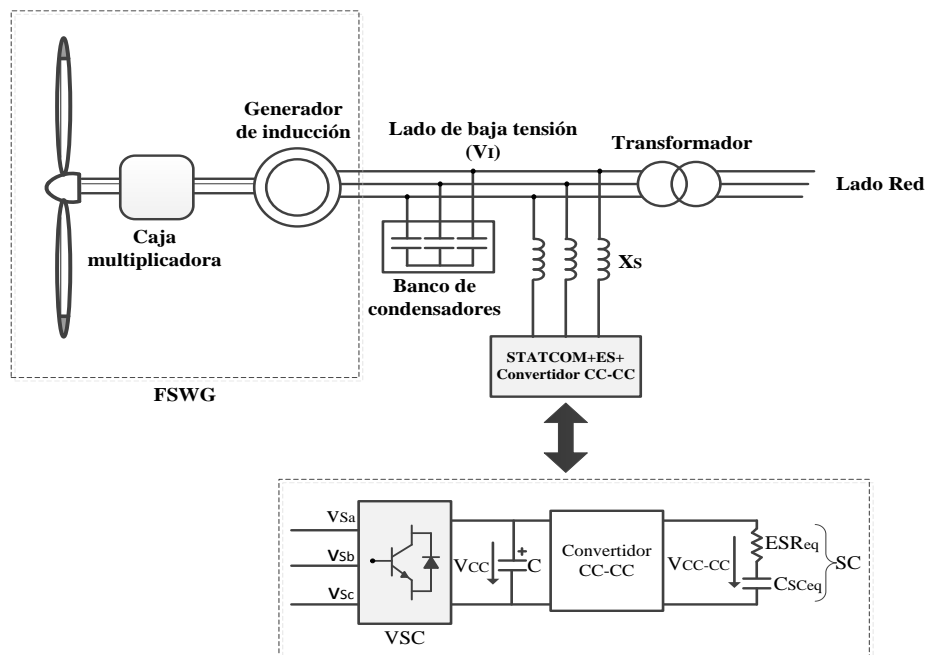 Generador
de inducción
Lado de baja tensión
(VI)
Transformador
Lado Red
Caja
multiplicadora
Banco de
condensadores
XS
STATCOM+ES+
Convertidor CC-CC
FSWG
VSa
VSb
VSc
VSC
VCC
+
C
Convertidor
CC-CC
VCC-CC
ESReq
CSCeq
SC